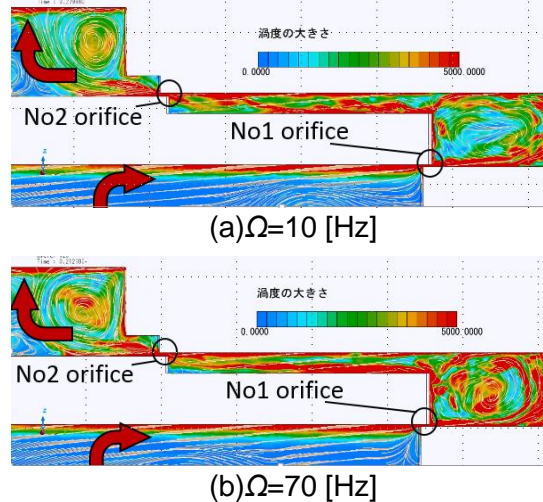 渦度の大きさ
0.0000
5000.0000
No2 orifice
No1 orifice
z
(a)Ω=10 [Hz]
渦度の大きさ
0.0000
5000.0000
No2 orifice
No1 orifice
z
(b)Ω=70 [Hz]